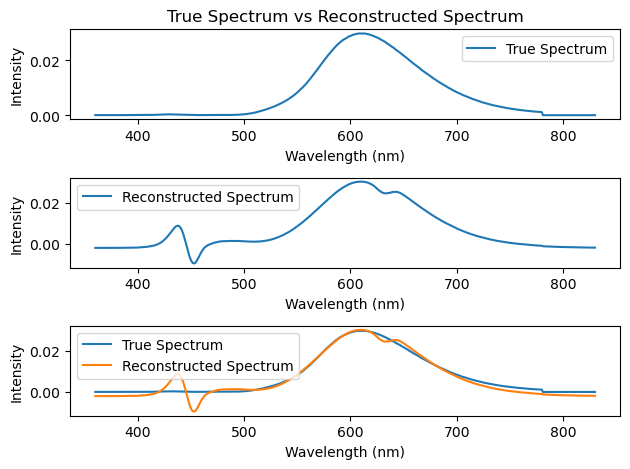 True Spectrum vs Reconstructed Spectrum
Intensity
0.02
0.00
True Spectrum
400 500 600 700 800
Wavelength (nm)
Intensity
0.02
0.00
Reconstructed Spectrum
400 500 600 700 800
Wavelength (nm)
Intensity
0.02
0.00
True Spectrum
Reconstructed Spectrum
400 500 600 700 800
Wavelength (nm)